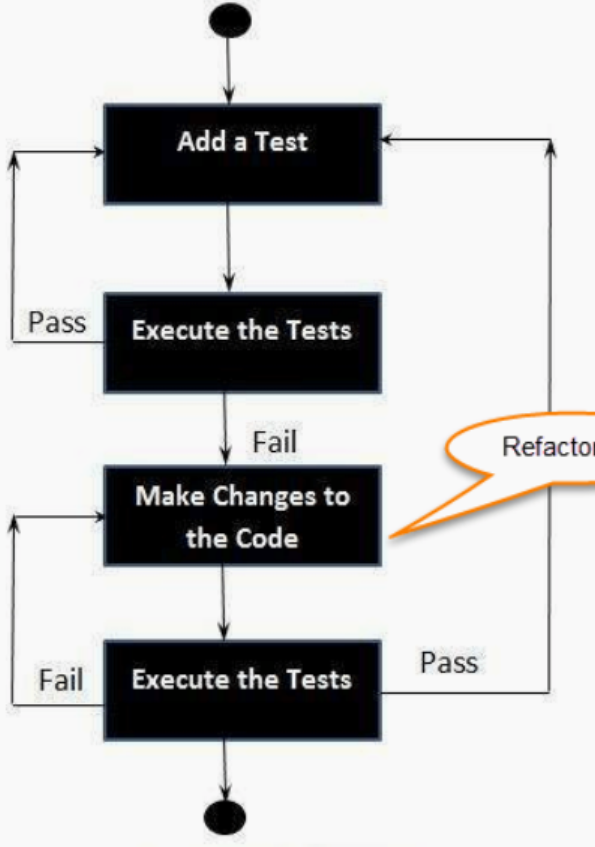 Add a Test
Pass
Execute the Tests
Fail
Refactor
Make Changes to
the Code
Fail
Execute the Tests
Pass